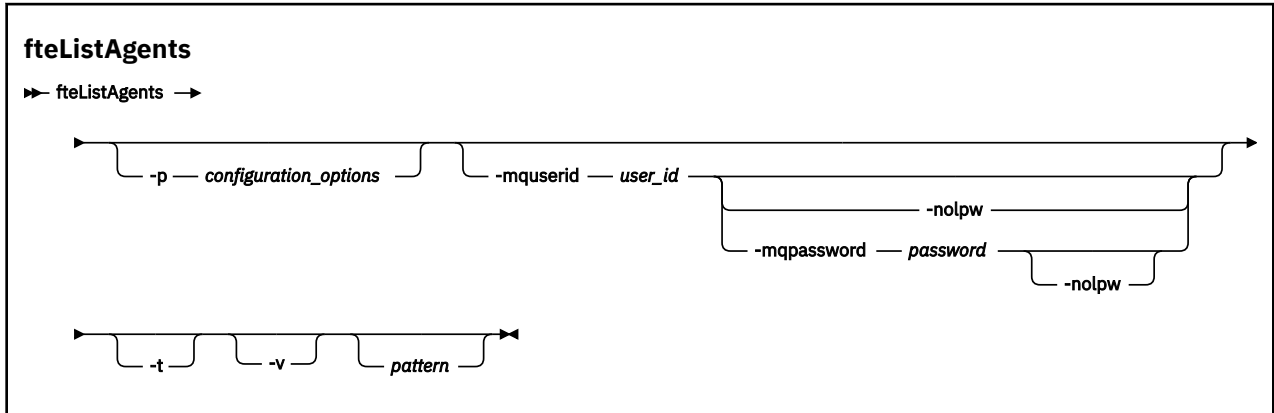 fteListAgents
fteListAgents
-p configuration_options -mquserid user_id
-nolpw
-mqpassword password
-nolpw
-t -v pattern